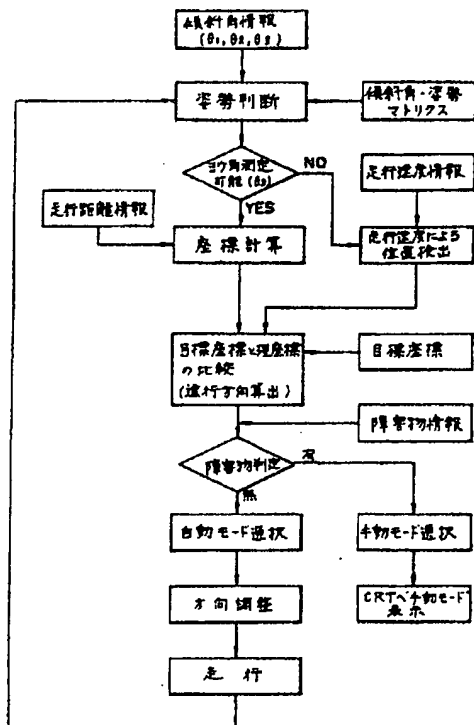 傾斜角情報
(θ1,θ2,θ3)
姿勢判断
傾斜角・姿勢
マトリクス
ヨウ角測定
可能(θ3)
NO
YES
走行速度情報
走行距離情報
座標計算
走行速度による
位置検出
目標座標と現座標
の比較
(進行方向算出)
目標座標
障害物情報
障害物判定
有
無
自動モード選択
手動モード選択
方向調整
CRTへ手動モード
表示
走行